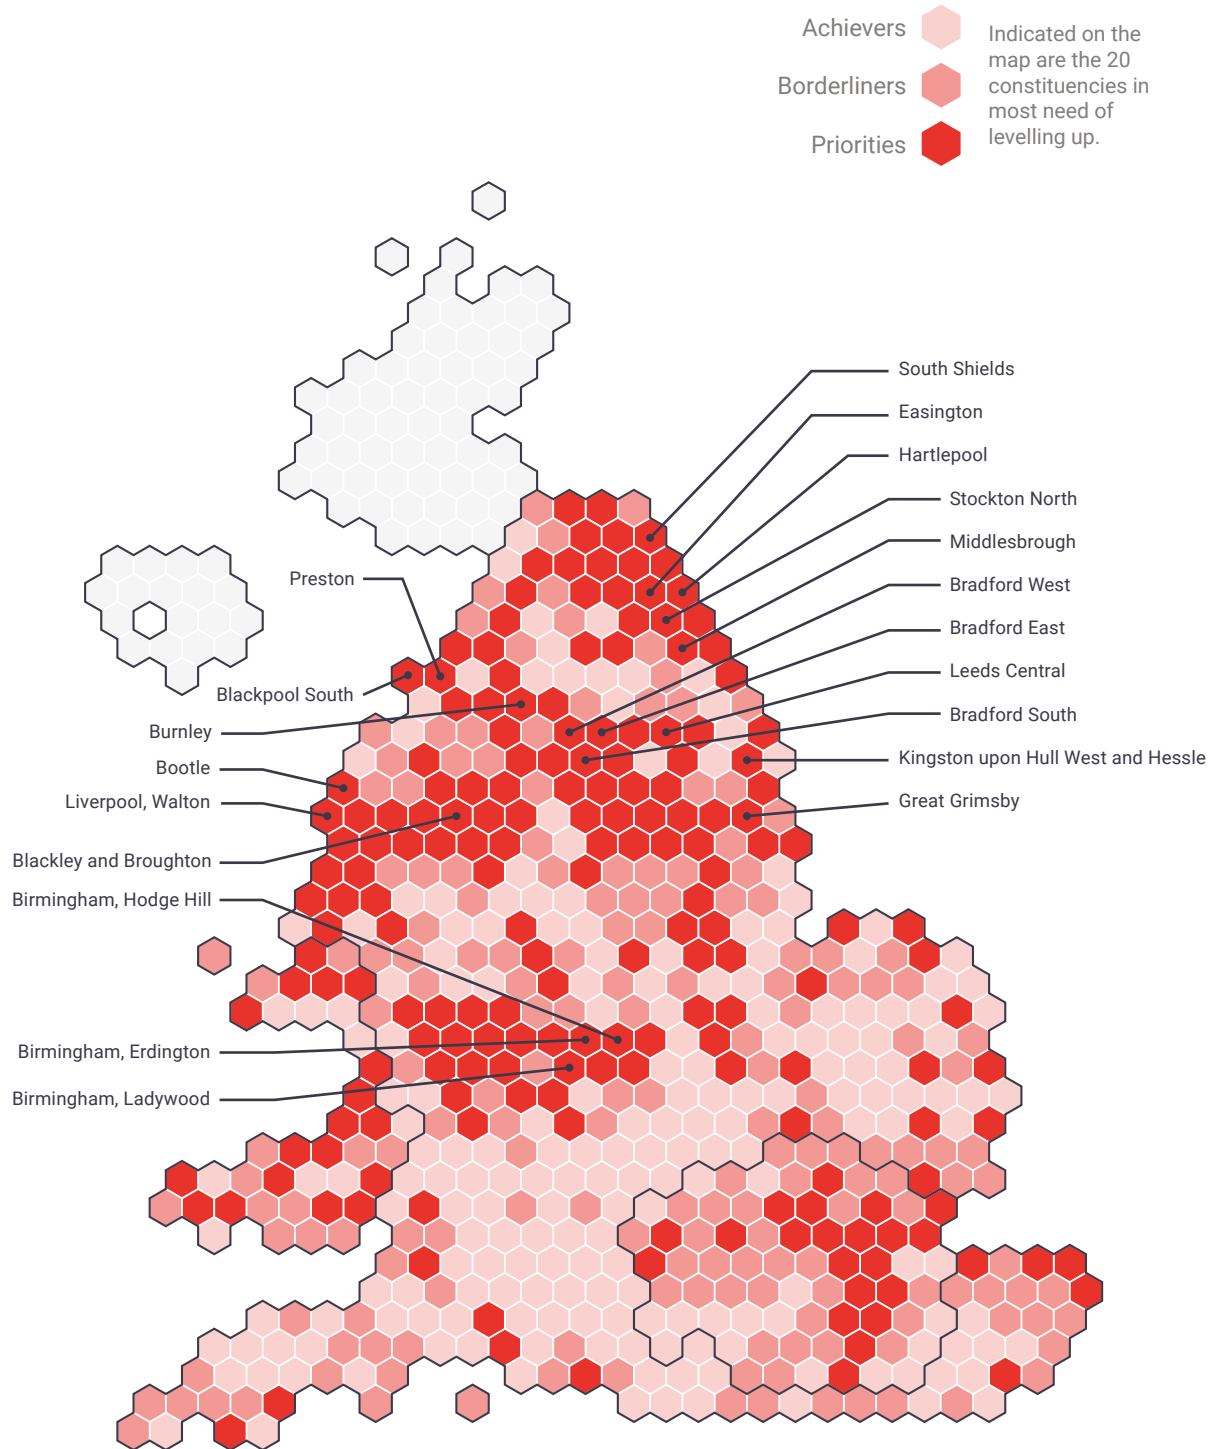 Achievers
Borderliners
Priorities
Indicated on the
map are the 20
constituencies in
most need of
levelling up.
South Shields
Easington
Hartlepool
Stockton North
Middlesbrough
Bradford West
Bradford East
Leeds Central
Bradford South
Kingston upon Hull West and Hessle
Great Grimsby
Preston
Blackpool South
Burnley
Bootle
Liverpool, Walton
Blackley and Broughton
Birmingham, Hodge Hill
Birmingham, Erdington
Birmingham, Ladywood